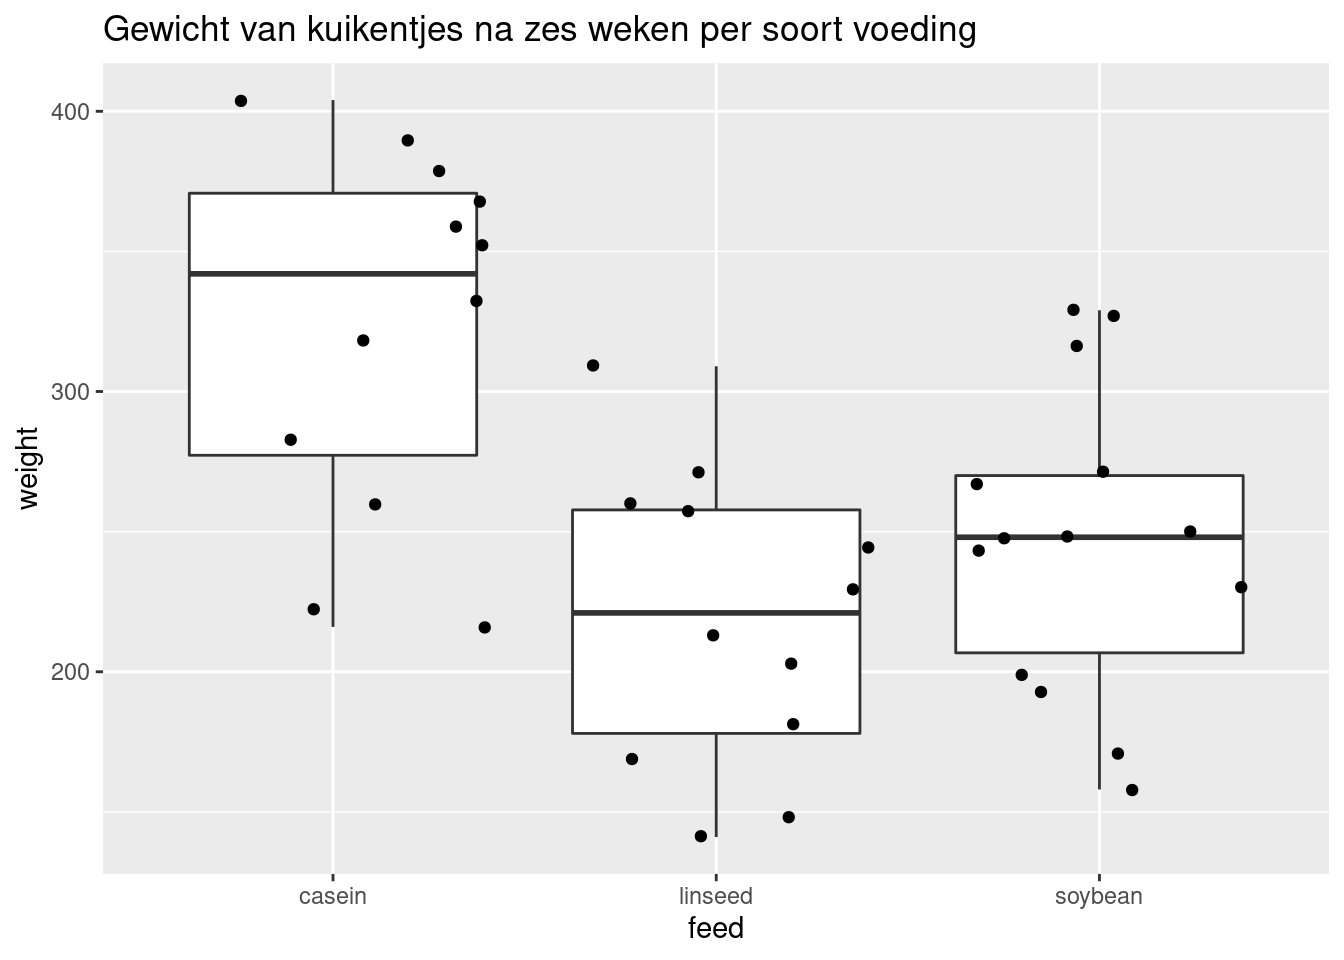 Gewicht van kuikentjes na zes weken per soort voeding
400
300
200
weight
casein linseed soybean
feed